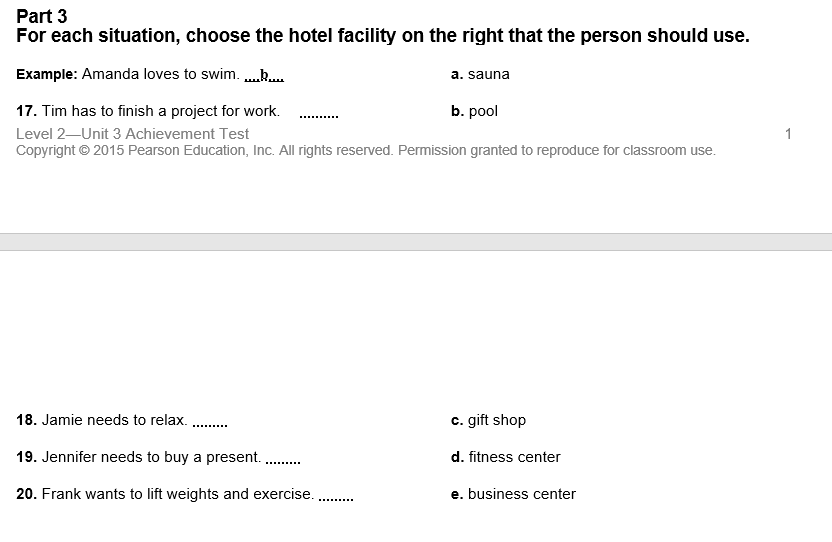 Part 3
For each situation, choose the hotel facility on the right that the person should use.
Example: Amanda loves to swim. ....b.... a. sauna
17. Tim has to finish a project for work. .......... b. pool
Level 2—Unit 3 Achievement Test 1
Copyright © 2015 Pearson Education, Inc. All rights reserved. Permission granted to reproduce for classroom use.
18. Jamie needs to relax. ......... c. gift shop
19. Jennifer needs to buy a present. ......... d. fitness center
20. Frank wants to lift weights and exercise. ......... e. business center